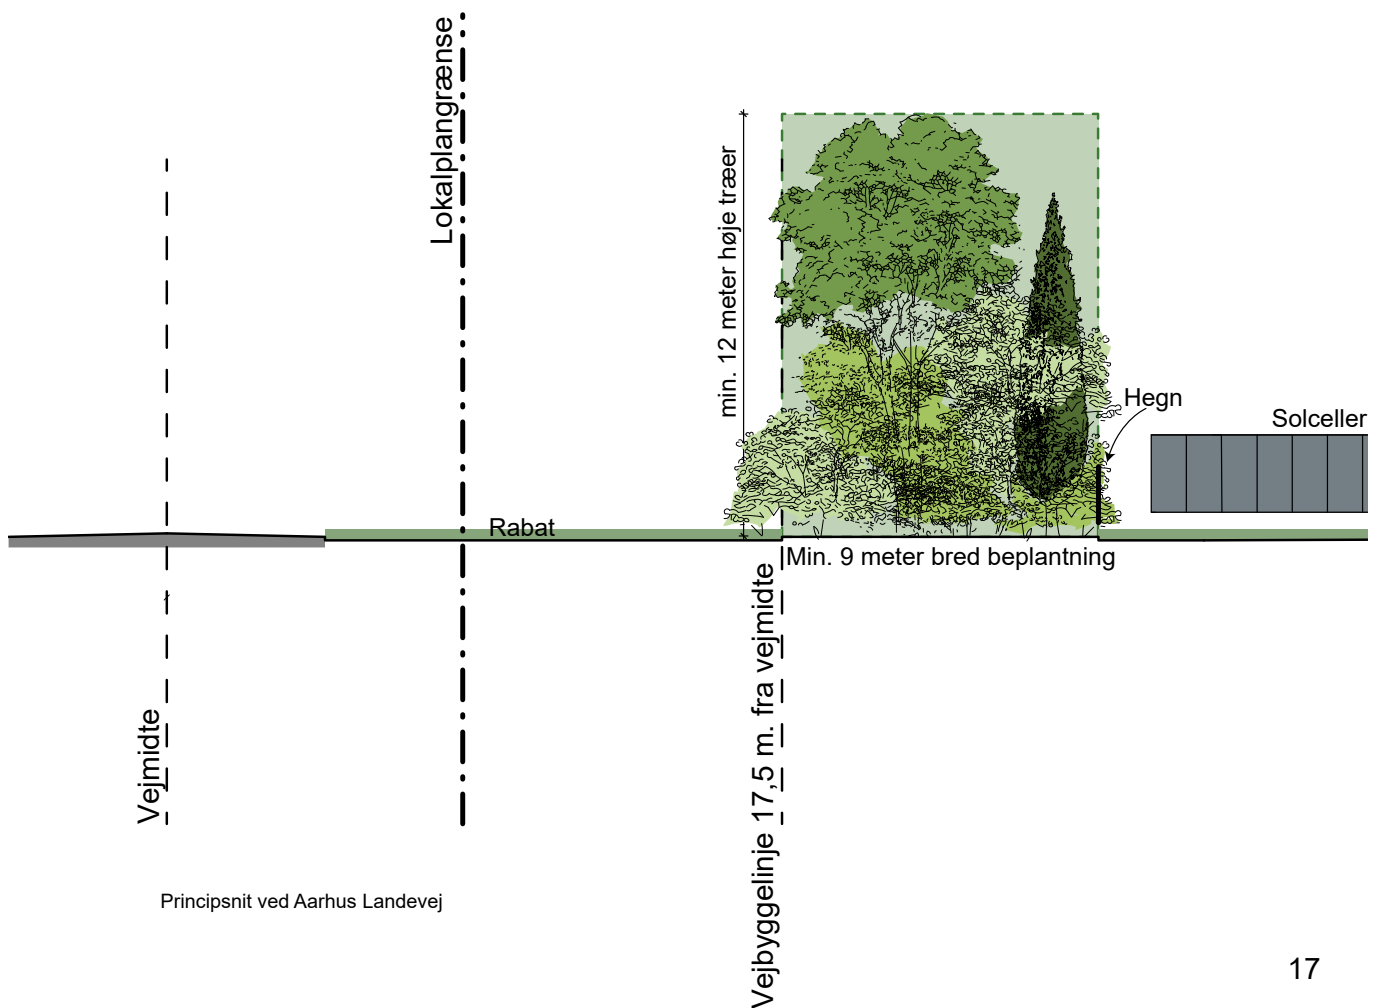 Lokalplangrænse
min. 12 meter høje træer
Hegn
Solceller
Rabat
Min. 9 meter bred beplantning
Vejmidte
Vejbyggelinje 17,5 m. fra vejmidte
Principsnit ved Aarhus Landevej
17